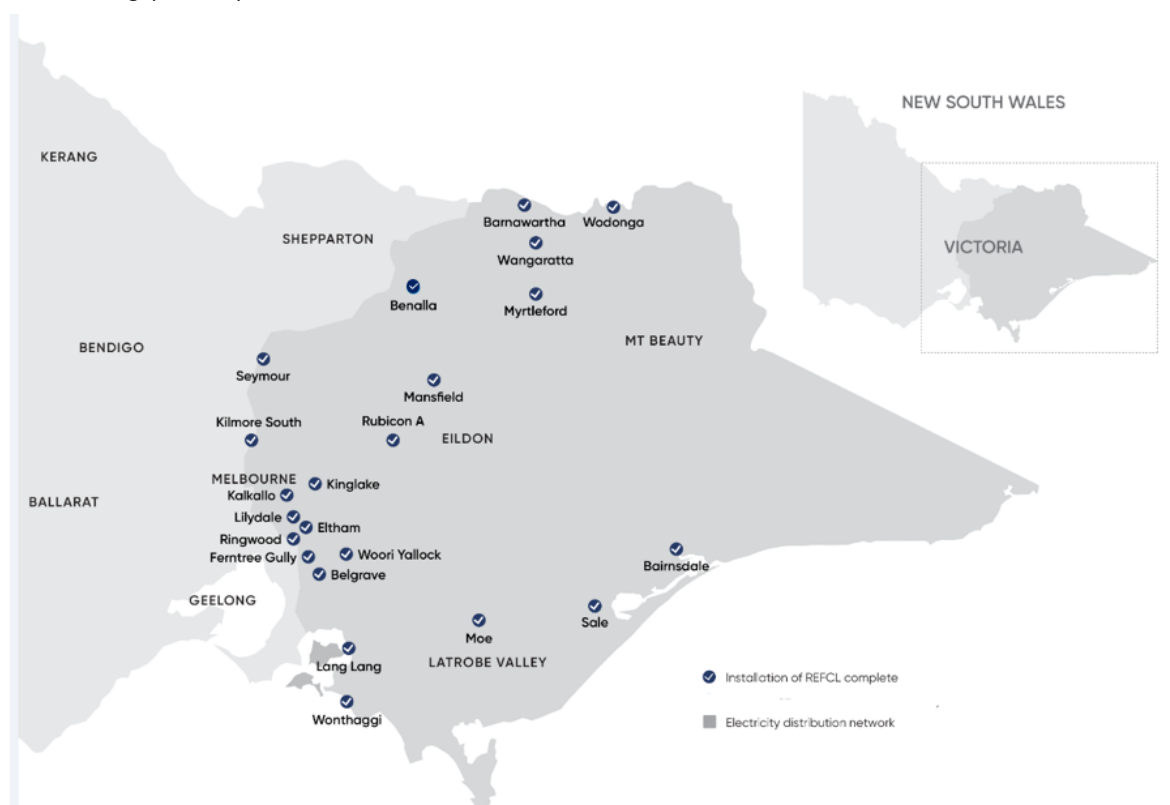 NEW SOUTH WALES
KERANG
Barnawartha
Wodonga
SHEPPARTON
VICTORIA
Wangaratta
Benalla
Myrtleford
MT BEAUTY
BENDIGO
Seymour
Mansfield
Kilmore South
Rubicon A
EILDON
MELBOURNE
Kinglake
Kalkallo
BALLARAT
Lilydale
Eltham
Ringwood
Ferntree Gully
Woori Yallock
Belgrave
Bairnsdale
GEELONG
Sale
Moe
Lang Lang
LATROBE VALLEY
Installation of REFCL complete
Wonthaggi
Electricity distribution network